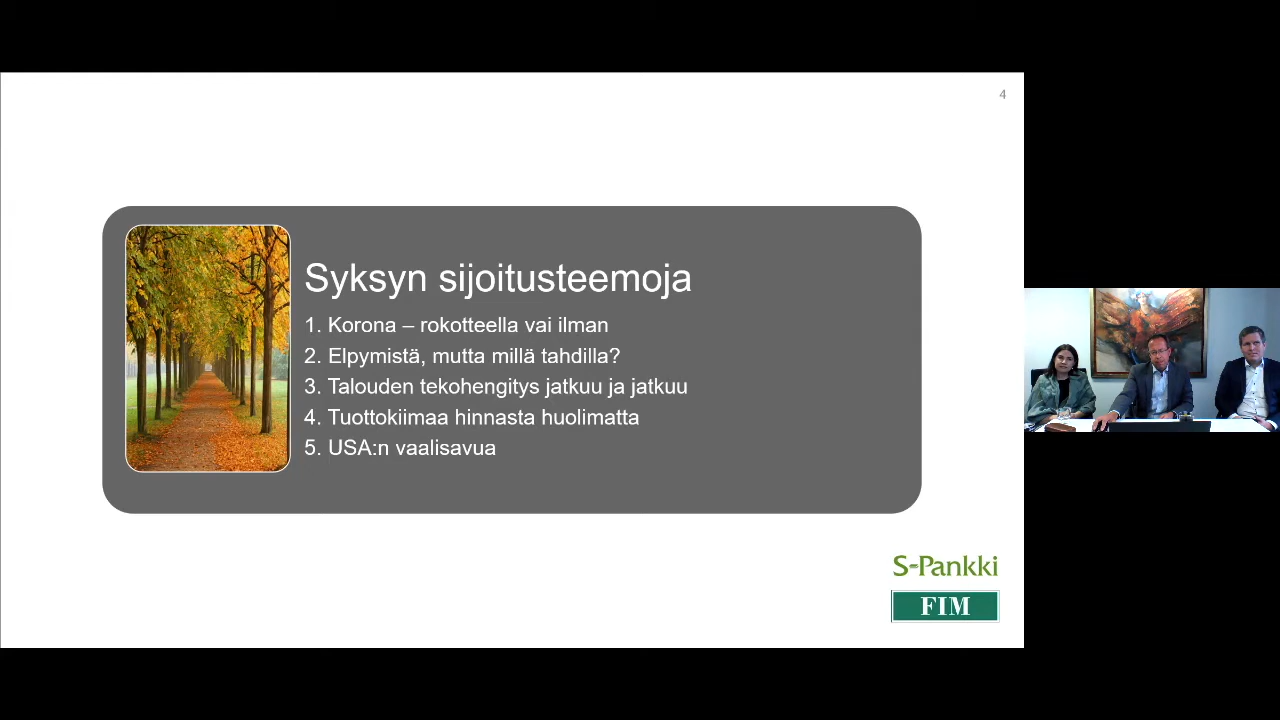 4
Syksyn sijoitusteemoja
1. Korona – rokotteella vai ilman
2. Elpymistä, mutta millä tahdilla?
3. Talouden tekohengitys jatkuu ja jatkuu
4. Tuottokiimaa hinnasta huolimatta
5. USA:n vaalisavua
S-Pankki
FIM